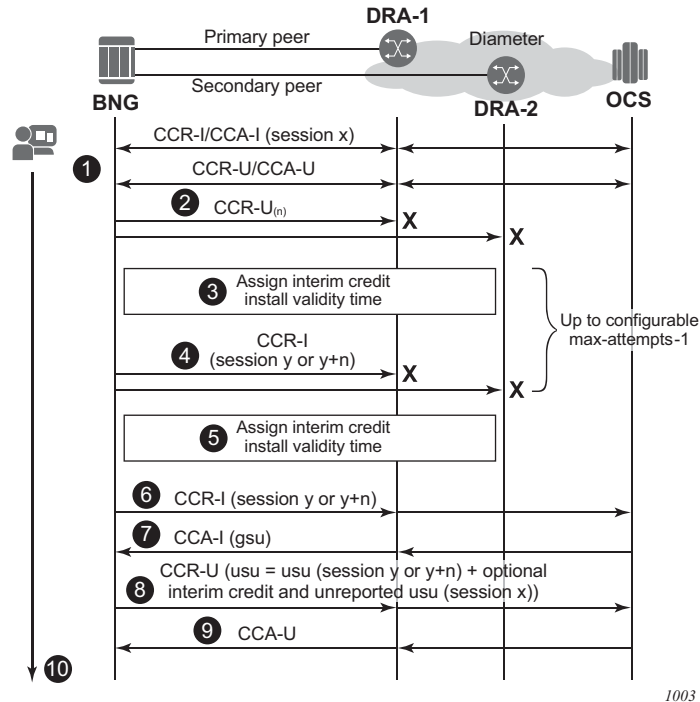 DRA-1
Primary peer
Diameter
Secondary peer
BNG
DRA-2
OCS
CCR-I/CCA-I (session x)
1
CCR-U/CCA-U
2 CCR-U(n)
X
X
3 Assign interim credit
install validity time
Up to configurable
max-attempts-1
4 CCR-I
(session y or y+n)
X
X
5 Assign interim credit
install validity time
6 CCR-I (session y or y+n)
7 CCA-I (gsu)
8 CCR-U (usu = usu (session y or y+n) + optional
interim credit and unreported usu (session x))
9 CCA-U
10
1003